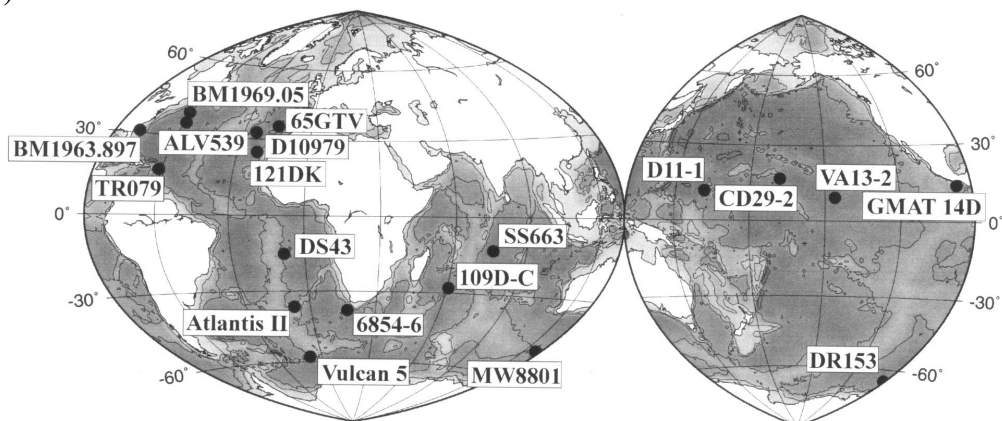 )
60°
60°
BM1969.05
65GTV
30°
30°
BM1963.897
ALV539
D10979
121DK
TR079
D11-1
CD29-2
VA13-2
GMAT 14D
0°
0°
DS43
SS663
109D-C
-30°
-30°
Atlantis II
6854-6
DR153
-60°
-60°
Vulcan 5
MW8801